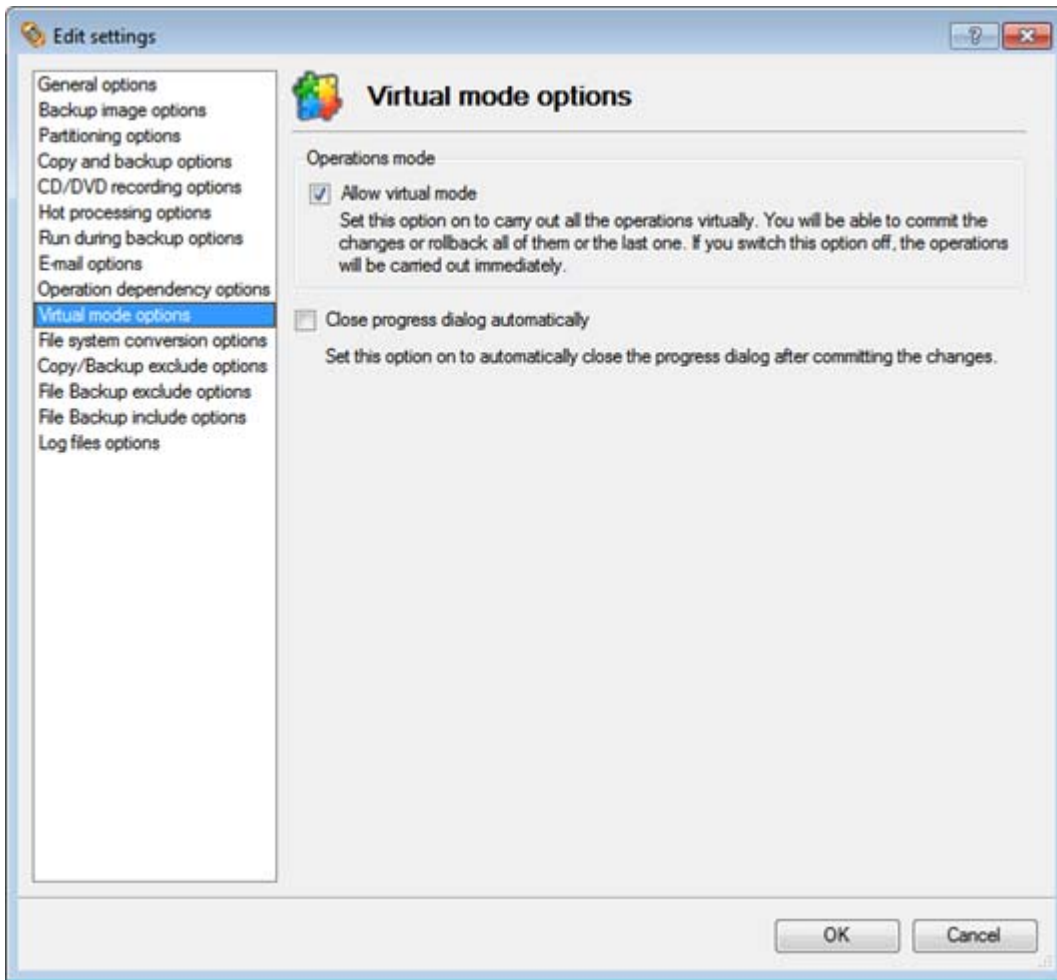 Edit settings
General options
Backup image options
Partitioning options
Copy and backup options
CD/DVD recording options
Hot processing options
Run during backup options
E-mail options
Operation dependency options
Virtual mode options
File system conversion options
Copy/Backup exclude options
File Backup exclude options
File Backup include options
Log files options
Virtual mode options
Operations mode
Allow virtual mode
Set this option on to carry out all the operations virtually. You will be able to commit the
changes or rollback all of them or the last one. If you switch this option off, the operations
will be carried out immediately.
Close progress dialog automatically
Set this option on to automatically close the progress dialog after committing the changes.
OK
Cancel